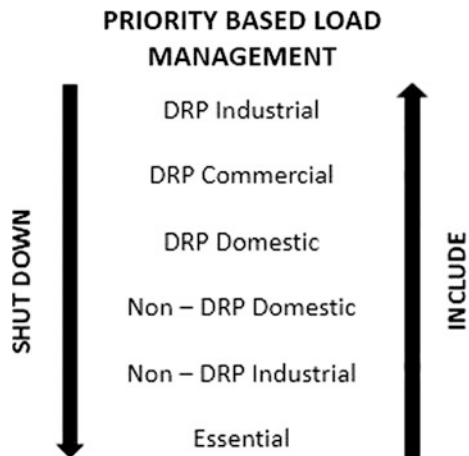 PRIORITY BASED LOAD
MANAGEMENT
DRP Industrial
DRP Commercial
DRP Domestic
Non – DRP Domestic
Non – DRP Industrial
Essential
SHUT DOWN
INCLUDE